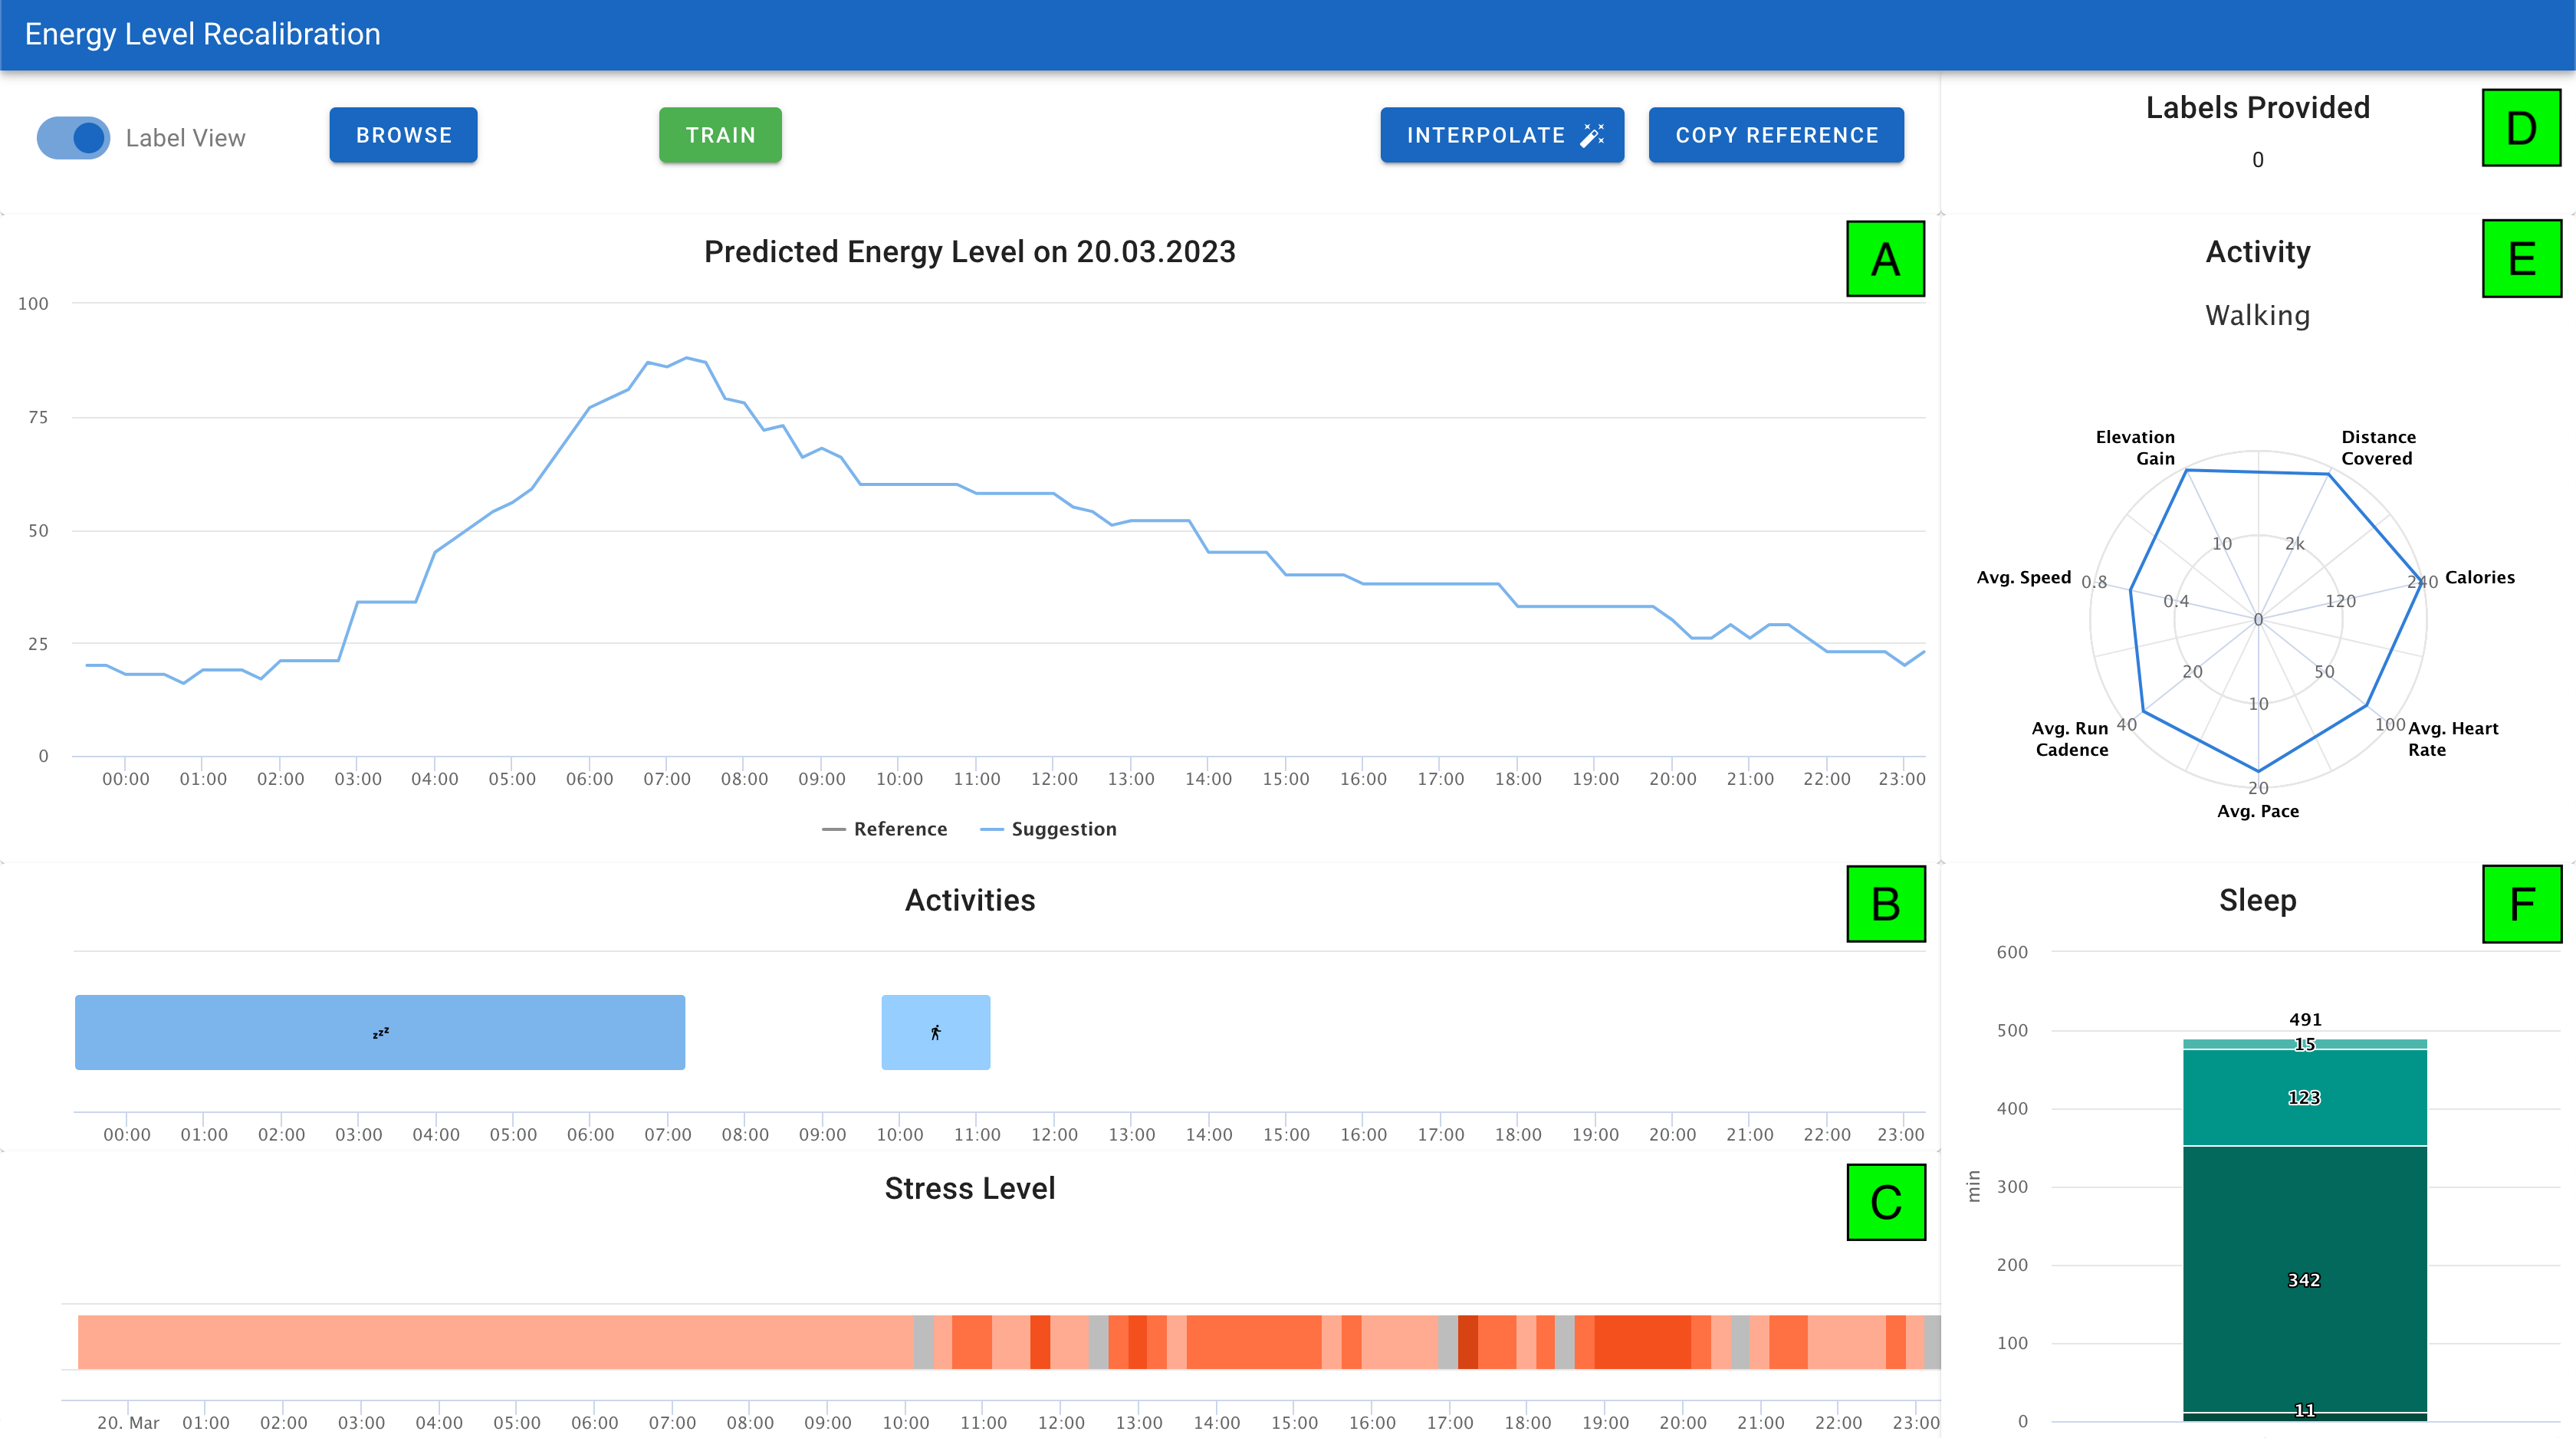 Energy Level Recalibration
Label View
BROWSE
TRAIN
INTERPOLATE
COPY REFERENCE
Labels Provided
0
D
Predicted Energy Level on 20.03.2023
A
100
75
50
25
0
00:00 01:00 02:00 03:00 04:00 05:00 06:00 07:00 08:00 09:00 10:00 11:00 12:00 13:00 14:00 15:00 16:00 17:00 18:00 19:00 20:00 21:00 22:00 23:00
Reference Suggestion
Activity
E
Walking
Elevation
Gain
Distance
Covered
Calories
Avg. Heart
Rate
Avg. Pace
Avg. Run
Cadence
Avg. Speed
10
2k
0.8
0.4
0
120
240
20
50
40
10
100
20
Activities
B
zzz
00:00 01:00 02:00 03:00 04:00 05:00 06:00 07:00 08:00 09:00 10:00 11:00 12:00 13:00 14:00 15:00 16:00 17:00 18:00 19:00 20:00 21:00 22:00 23:00
Stress Level
C
20. Mar 01:00 02:00 03:00 04:00 05:00 06:00 07:00 08:00 09:00 10:00 11:00 12:00 13:00 14:00 15:00 16:00 17:00 18:00 19:00 20:00 21:00 22:00 23:00
Sleep
F
min
600
500
400
300
200
100
0
491
15
123
342
11